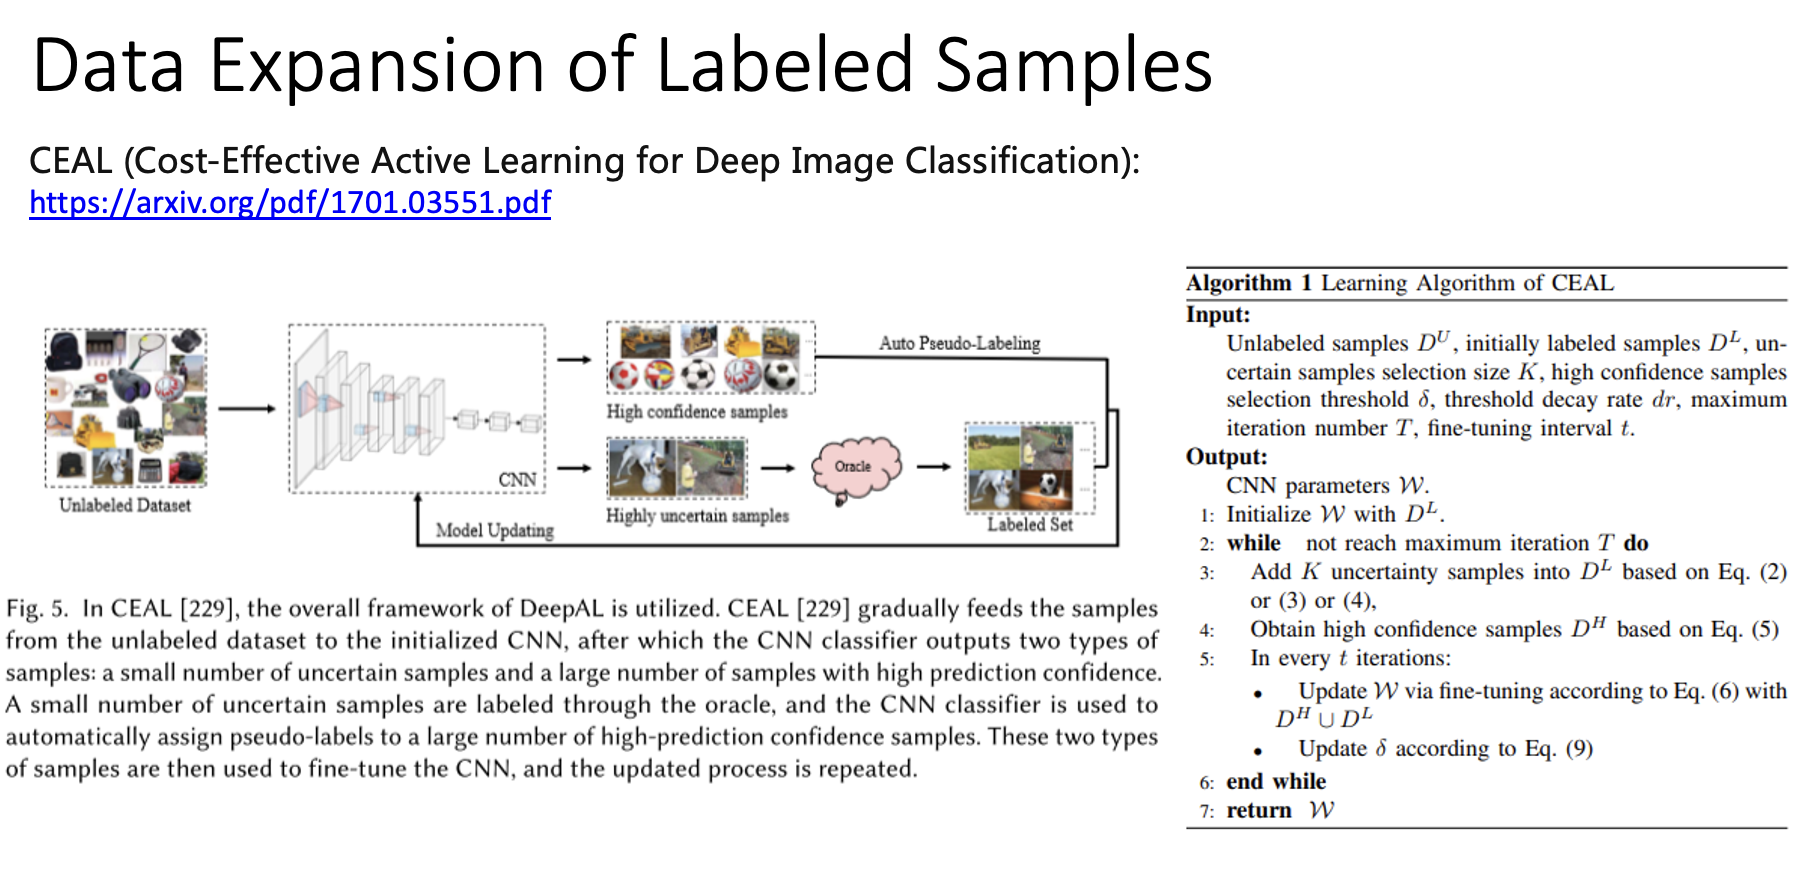 Data Expansion of Labeled Samples
CEAL (Cost-Effective Active Learning for Deep Image Classification):
https://arxiv.org/pdf/1701.03551.pdf
Unlabeled Dataset
CNN
Model Updating
High confidence samples
Highly uncertain samples
Oracle
Auto Pseudo-Labeling
Labeled Set
Fig. 5. In CEAL [229], the overall framework of DeepAL is utilized. CEAL [229] gradually feeds the samples
from the unlabeled dataset to the initialized CNN, after which the CNN classifier outputs two types of
samples: a small number of uncertain samples and a large number of samples with high prediction confidence.
A small number of uncertain samples are labeled through the oracle, and the CNN classifier is used to
automatically assign pseudo-labels to a large number of high-prediction confidence samples. These two types
of samples are then used to fine-tune the CNN, and the updated process is repeated.
Algorithm 1 Learning Algorithm of CEAL
Input:
Unlabeled samples D^U, initially labeled samples D^L, un-
certain samples selection size K, high confidence samples
selection threshold δ, threshold decay rate dr, maximum
iteration number T, fine-tuning interval t.
Output:
CNN parameters W.
1: Initialize W with D^L.
2: while not reach maximum iteration T do
3: Add K uncertainty samples into D^L based on Eq. (2)
or (3) or (4),
4: Obtain high confidence samples D^H based on Eq. (5)
5: In every t iterations:
• Update W via fine-tuning according to Eq. (6) with
D^H ∪ D^L
• Update δ according to Eq. (9)
6: end while
7: return W